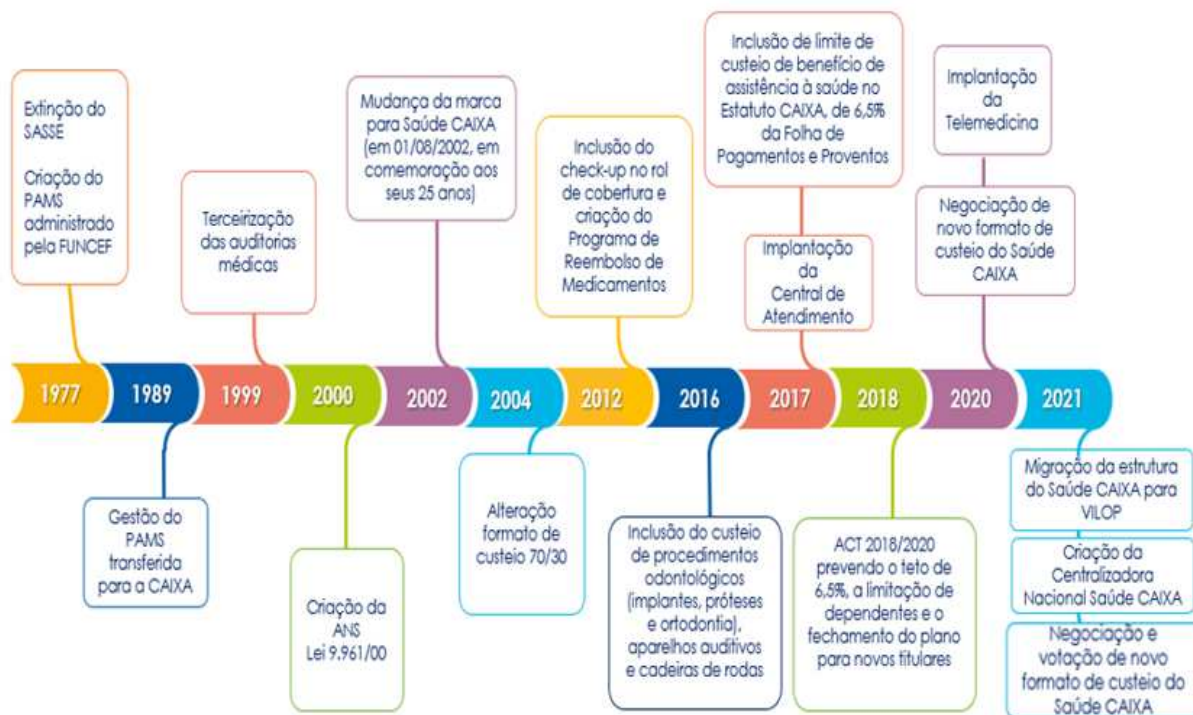 Extinção do
SASSE
Criação do
PAMS
administrado
pela FUNCEF
Terceirização
das auditorias
médicas
Mudança da marca
para Saúde CAIXA
(em 01/08/2002, em
comemoração aos
seus 25 anos)
Inclusão do
check-up no rol
de cobertura e
criação do
Programa de
Reembolso de
Medicamentos
Inclusão de limite de
custeio de benefício de
assistência à saúde no
Estatuto CAIXA, de 6,5%
da Folha de
Pagamentos e Proventos
Implantação
da
Central de
Atendimento
Implantação
da
Telemedicina
Negociação de
novo formato de
custeio do Saúde
CAIXA
1977
1989
1999
2000
2002
2004
2012
2016
2017
2018
2020
2021
Gestão do
PAMS
transferida
para a CAIXA
Criação da
ANS
Lei 9.961/00
Alteração
formato de
custeio 70/30
Inclusão do custeio
de procedimentos
odontológicos
(implantes, próteses
e ortodontia),
aparelhos auditivos
e cadeiras de rodas
ACT 2018/2020
prevendo o teto de
6,5%, a limitação de
dependentes e o
fechamento do plano
para novos titulares
Migração da estrutura
do Saúde CAIXA para
VILOP
Criação da
Centralizadora
Nacional Saúde CAIXA
Negociação e
votação de novo
formato de custeio do
Saúde CAIXA